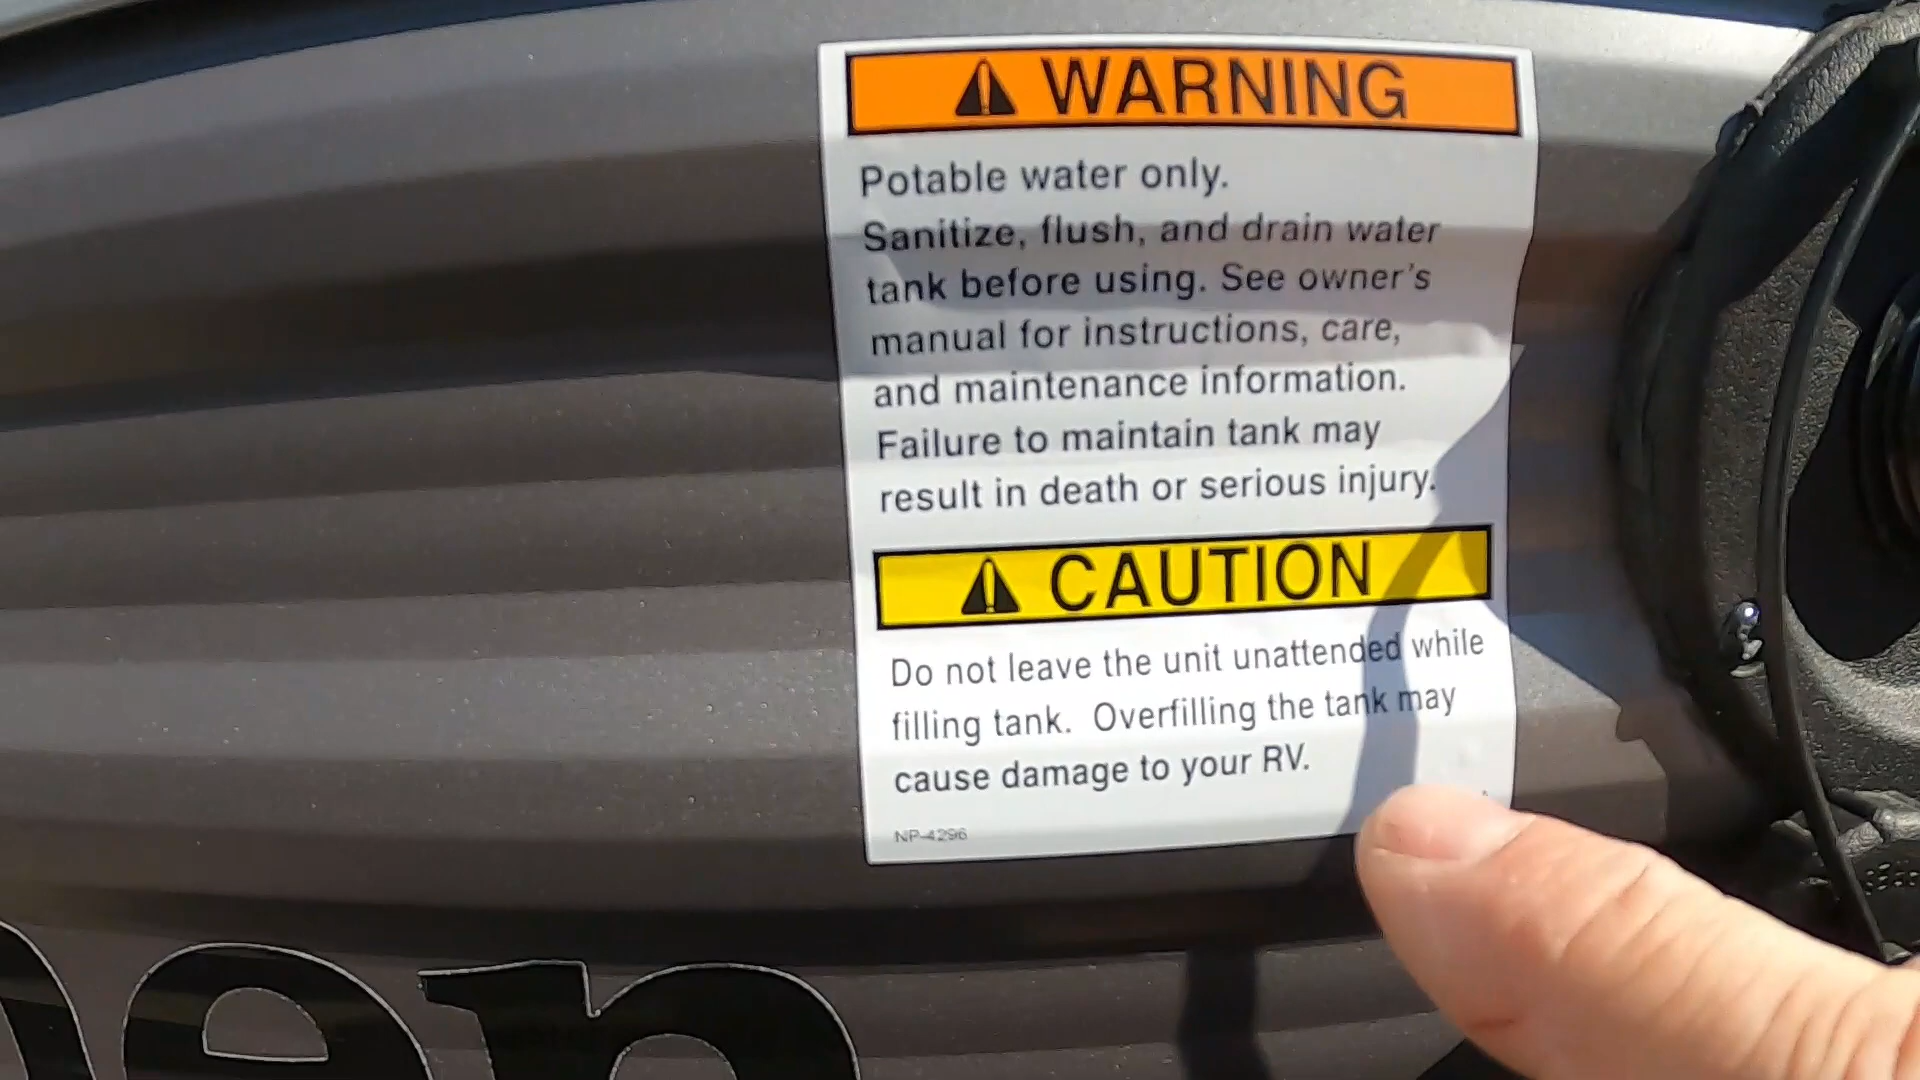 WARNING
Potable water only.
Sanitize, flush, and drain water
tank before using. See owner's
manual for instructions, care,
and maintenance information.
Failure to maintain tank may
result in death or serious injury.
CAUTION
Do not leave the unit unattended while
filling tank.  Overfilling the tank may
cause damage to your RV.
NP-4296
en